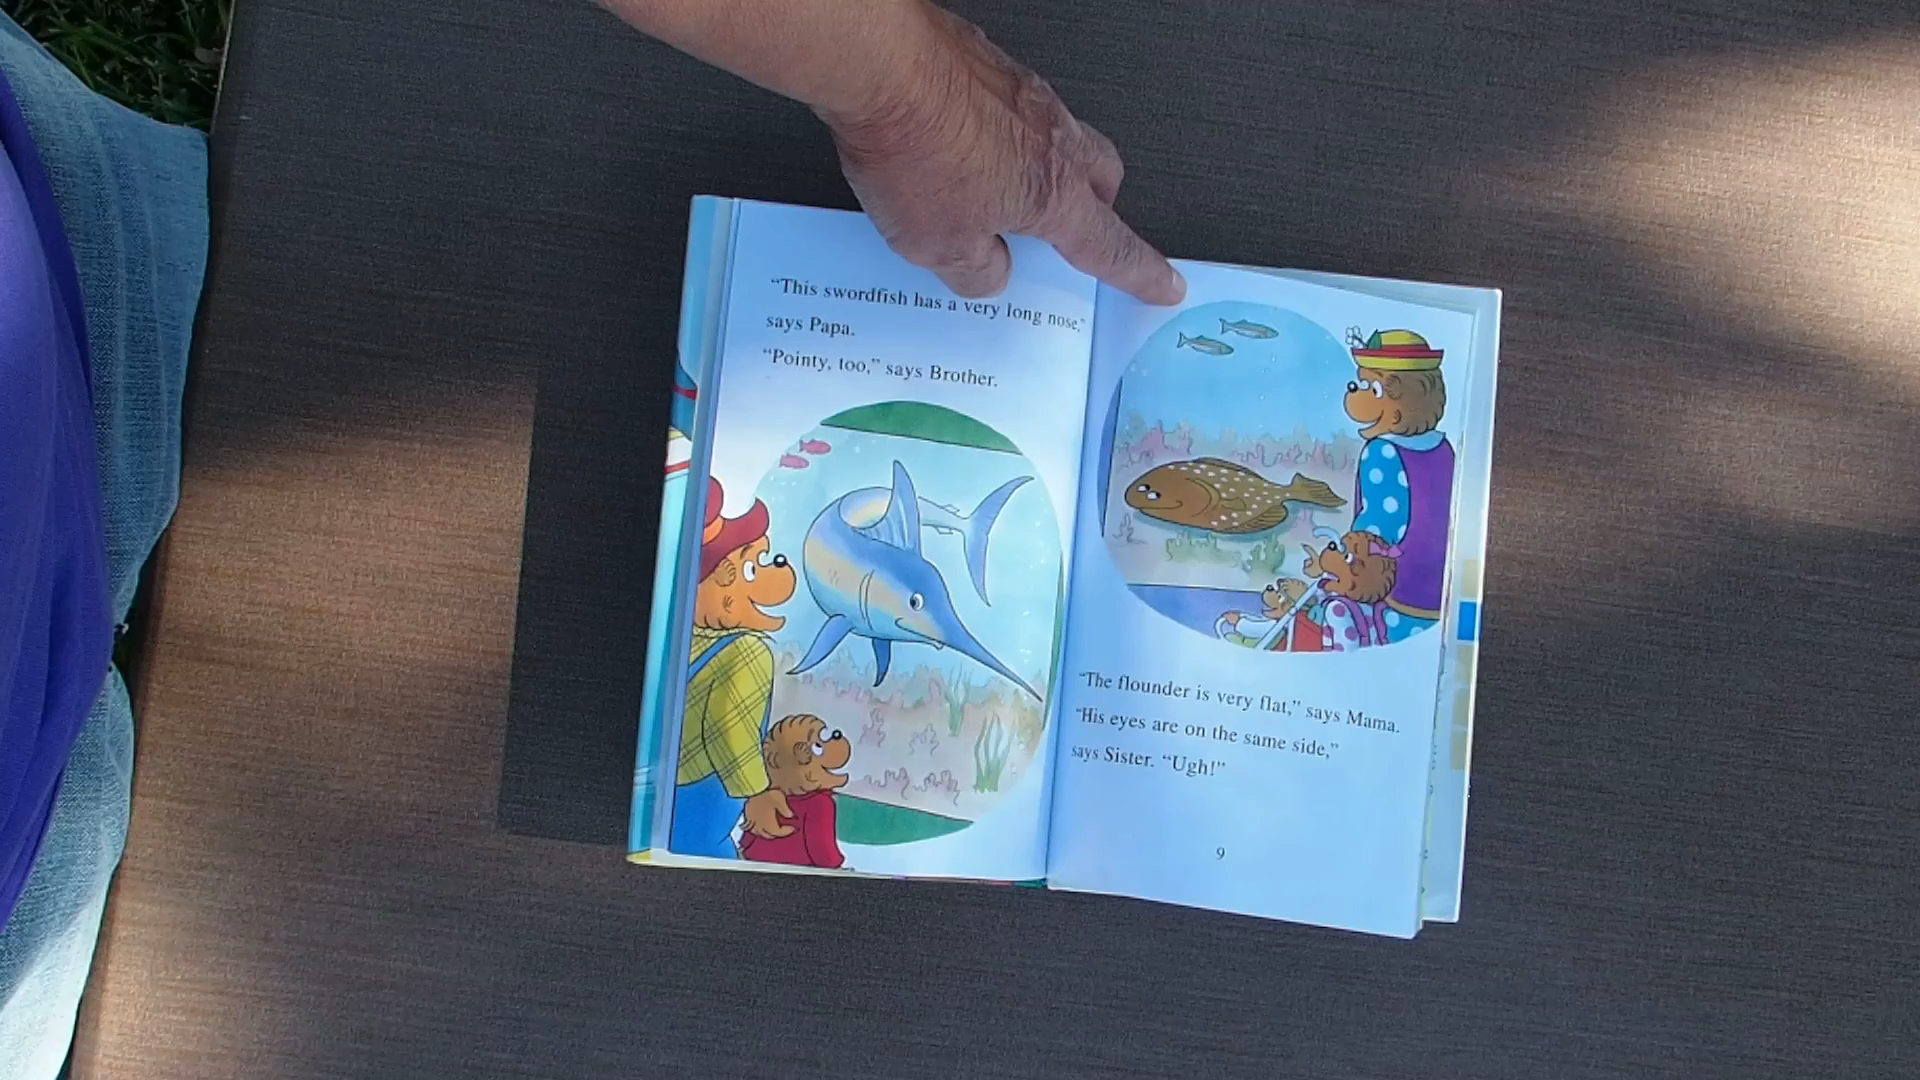 “This swordfish has a very long nose,”
says Papa.
“Pointy, too,” says Brother.
“The flounder is very flat,” says Mama.
“His eyes are on the same side,”
says Sister. “Ugh!”
9